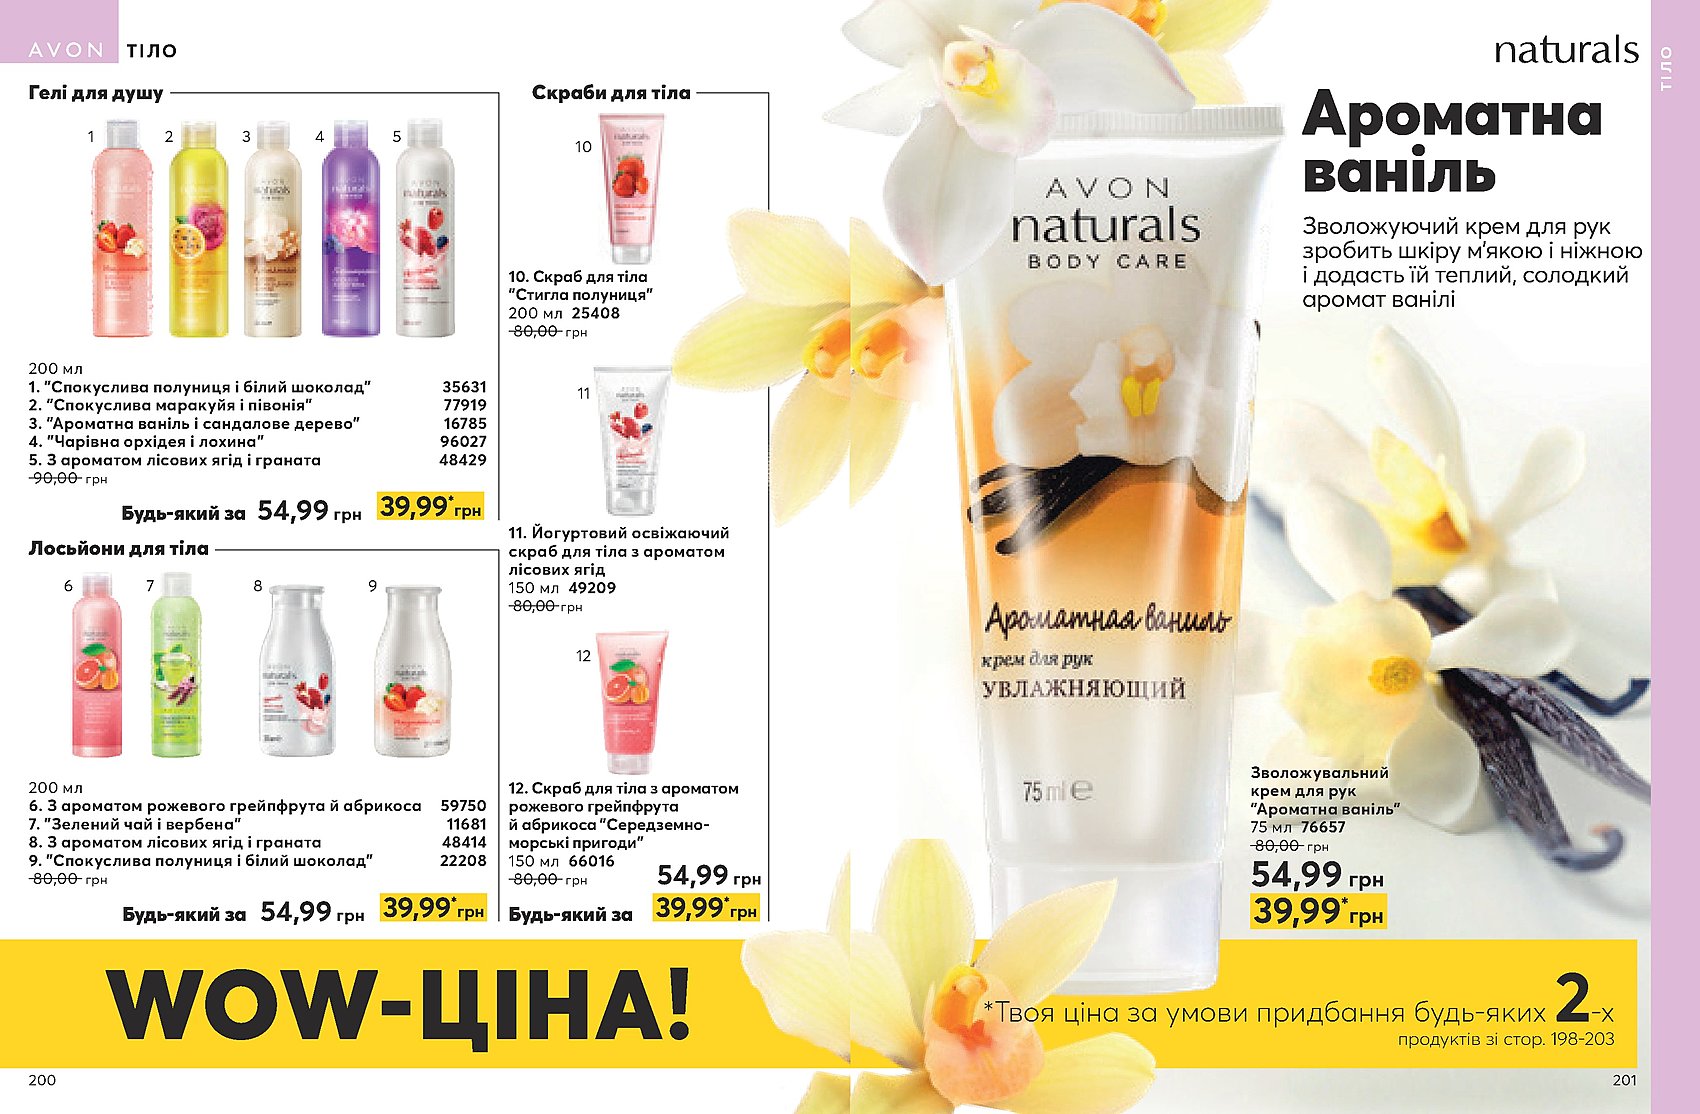 AVON ТІЛО
Гелі для душу
1 2 3 4 5
200 мл
1. "Спокуслива полуниця і білий шоколад" 35631
2. "Спокуслива маракуйя і півонія" 77919
3. "Ароматна ваніль і сандалове дерево" 16785
4. "Чарівна орхідея і лохина" 96027
5. З ароматом лісових ягід і граната 48429
90,00 грн
Будь-який за 54,99 грн 39,99* грн
Лосьйони для тіла
6 7 8 9
200 мл
6. З ароматом рожевого грейпфрута й абрикоса 59750
7. "Зелений чай і вербена" 11681
8. З ароматом лісових ягід і граната 48414
9. "Спокуслива полуниця і білий шоколад" 22208
80,00 грн
Будь-який за 54,99 грн 39,99* грн
Скраби для тіла
10
10. Скраб для тіла
"Стигла полуниця"
200 мл 25408
80,00 грн
11
11. Йогуртовий освіжаючий
скраб для тіла з ароматом
лісових ягід
150 мл 49209
80,00 грн
12
12. Скраб для тіла з ароматом
рожевого грейпфрута
й абрикоса "Середземно-
морські пригоди"
150 мл 66016
80,00 грн 54,99 грн
Будь-який за 39,99* грн
WOW-ЦІНА!
200
naturals
ТІЛО
Ароматна
ваніль
Зволожуючий крем для рук
зробить шкіру м'якою і ніжною
і додасть їй теплий, солодкий
аромат ванілі
AVON
naturals
BODY CARE
Ароматная ваниль
крем для рук
УВЛАЖНЯЮЩИЙ
75 ml e
Зволожувальний
крем для рук
"Ароматна ваніль"
75 мл 76657
80,00 грн
54,99 грн
39,99* грн
*Твоя ціна за умови придбання будь-яких 2-х
продуктів зі стор. 198-203
201